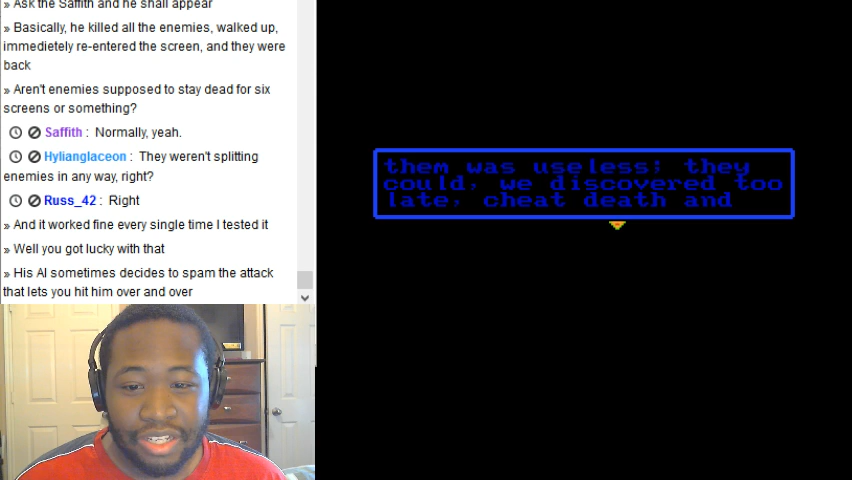 » Ask the Saffith and he shall appear
» Basically, he killed all the enemies, walked up,
immedietely re-entered the screen, and they were
back
» Aren't enemies supposed to stay dead for six
screens or something?
Saffith : Normally, yeah.
Hylianglaceon : They weren't splitting
enemies in any way, right?
Russ_42 : Right
» And it worked fine every single time I tested it
» Well you got lucky with that
» His AI sometimes decides to spam the attack
that lets you hit him over and over
them was useless; they
could, we discovered too
late, cheat death and